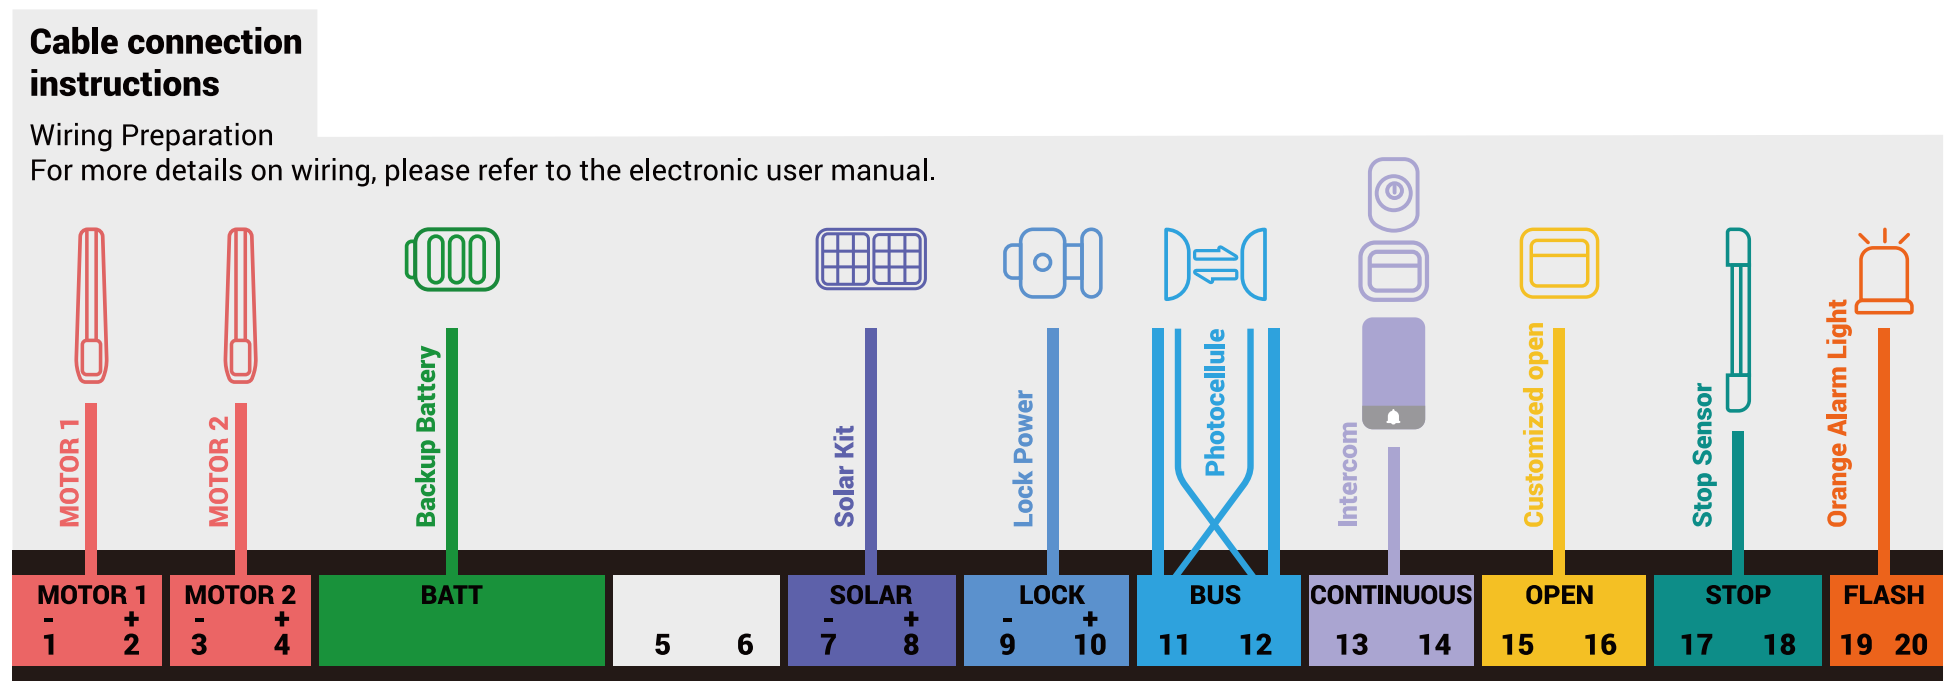 Cable connection
instructions
Wiring Preparation
For more details on wiring, please refer to the electronic user manual.
MOTOR 1
MOTOR 2
Backup Battery
Solar Kit
Lock Power
Photocellule
Intercom
Customized open
Stop Sensor
Orange Alarm Light
MOTOR 1 MOTOR 2 BATT SOLAR LOCK BUS CONTINUOUS OPEN STOP FLASH
- + - + - + - +
1 2 3 4 5 6 7 8 9 10 11 12 13 14 15 16 17 18 19 20